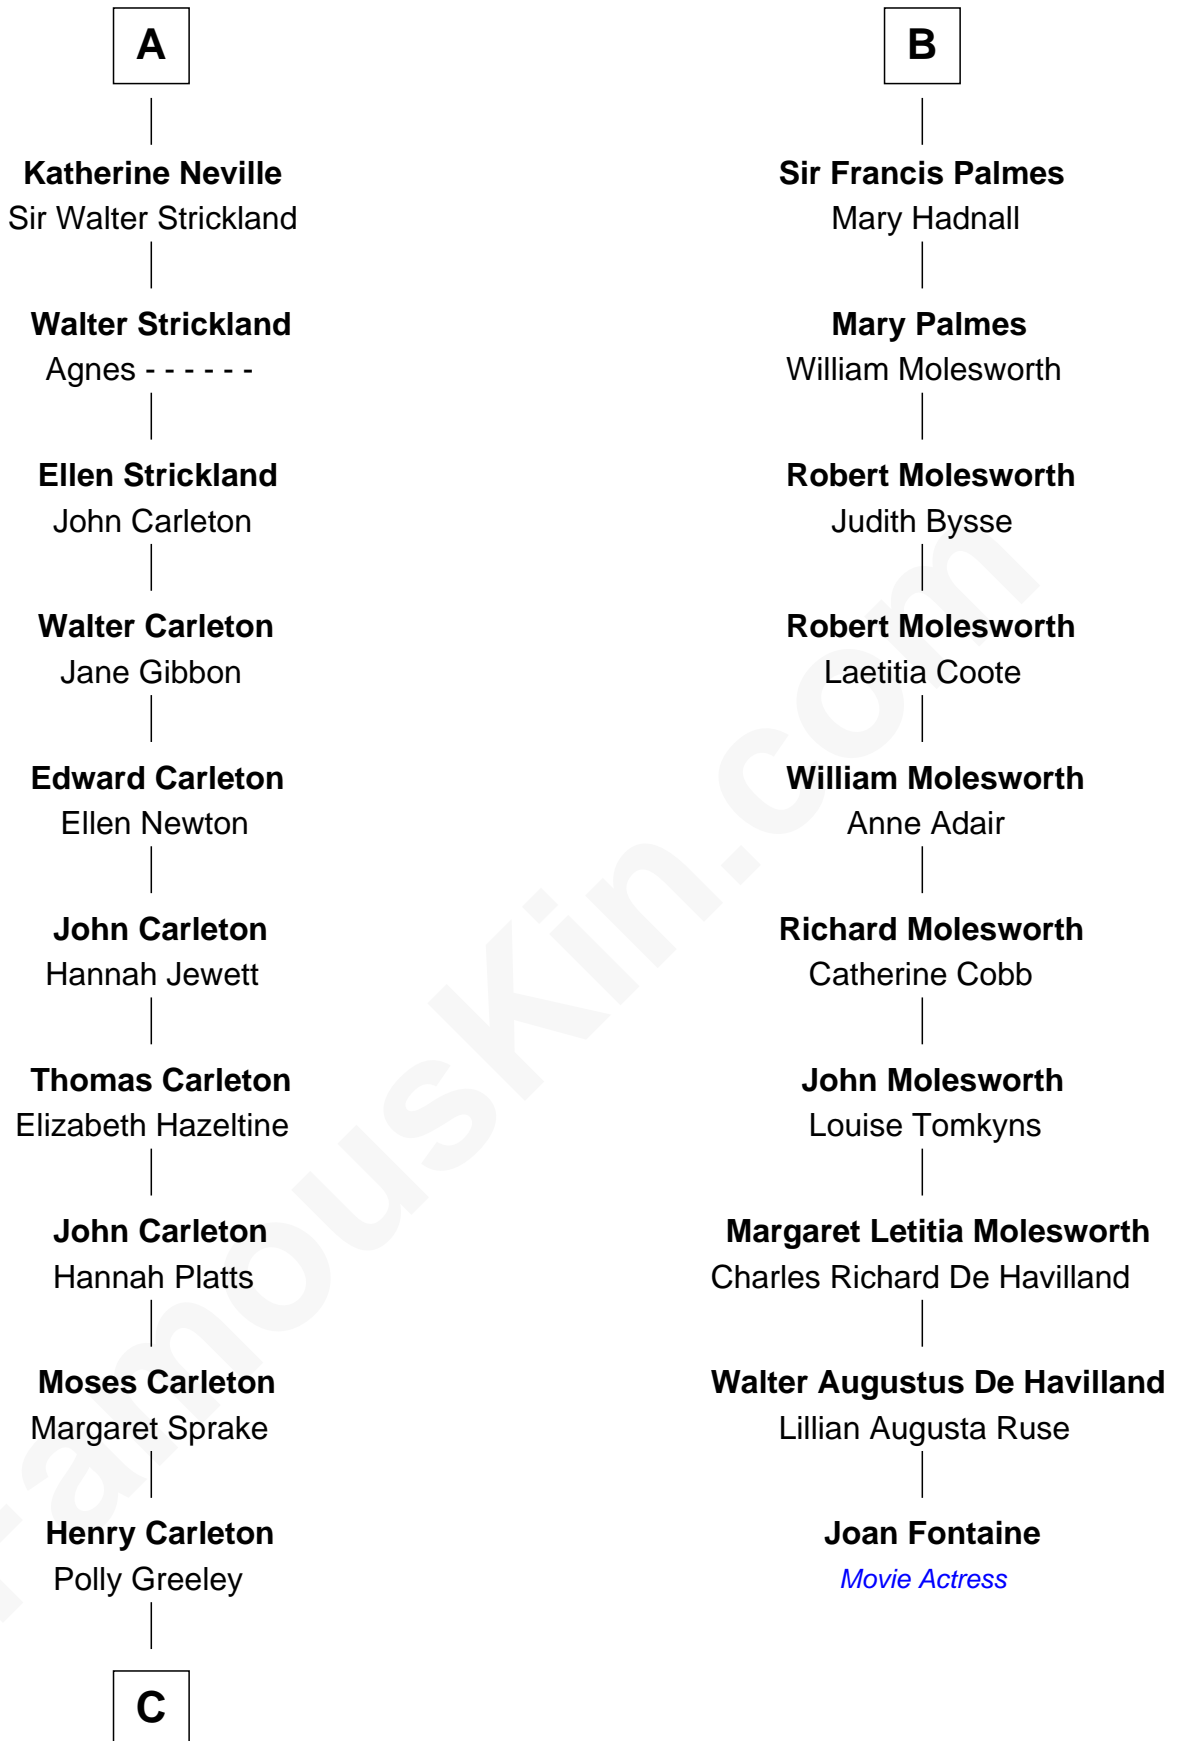 A
Katherine Neville
Sir Walter Strickland
Walter Strickland
Agnes - - - - - -
Ellen Strickland
John Carleton
Walter Carleton
Jane Gibbon
Edward Carleton
Ellen Newton
John Carleton
Hannah Jewett
Thomas Carleton
Elizabeth Hazeltine
John Carleton
Hannah Platts
Moses Carleton
Margaret Sprake
Henry Carleton
Polly Greeley
C
B
Sir Francis Palmes
Mary Hadnall
Mary Palmes
William Molesworth
Robert Molesworth
Judith Bysse
Robert Molesworth
Laetitia Coote
William Molesworth
Anne Adair
Richard Molesworth
Catherine Cobb
John Molesworth
Louise Tomkyns
Margaret Letitia Molesworth
Charles Richard De Havilland
Walter Augustus De Havilland
Lillian Augusta Ruse
Joan Fontaine
Movie Actress
FamousKin.com